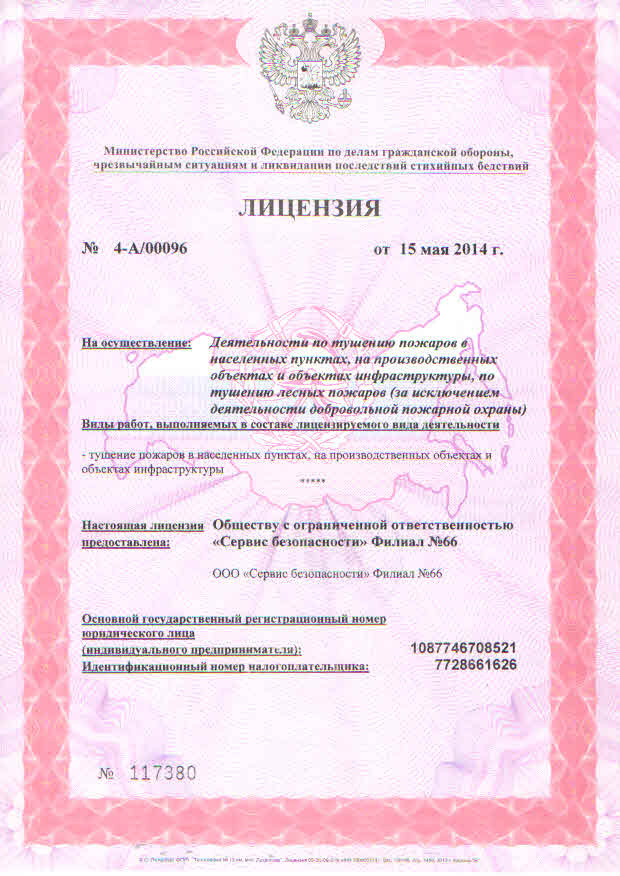 Министерство Российской Федерации по делам гражданской обороны,
чрезвычайным ситуациям и ликвидации последствий стихийных бедствий
ЛИЦЕНЗИЯ
№ 4-А/00096 от 15 мая 2014 г.
На осуществление: Деятельности по тушению пожаров в
населенных пунктах, на производственных
объектах и объектах инфраструктуры, по
тушению лесных пожаров (за исключением
деятельности добровольной пожарной охраны)
Виды работ, выполняемых в составе лицензируемого вида деятельности
- тушение пожаров в населенных пунктах, на производственных объектах и
объектах инфраструктуры
*****
Настоящая лицензия Обществу с ограниченной ответственностью
предоставлена: «Сервис безопасности» Филиал №66
ООО «Сервис безопасности» Филиал №66
Основной государственный регистрационный номер
юридического лица
(индивидуального предпринимателя): 1087746708521
Идентификационный номер налогоплательщика: 7728661626
№ 117380